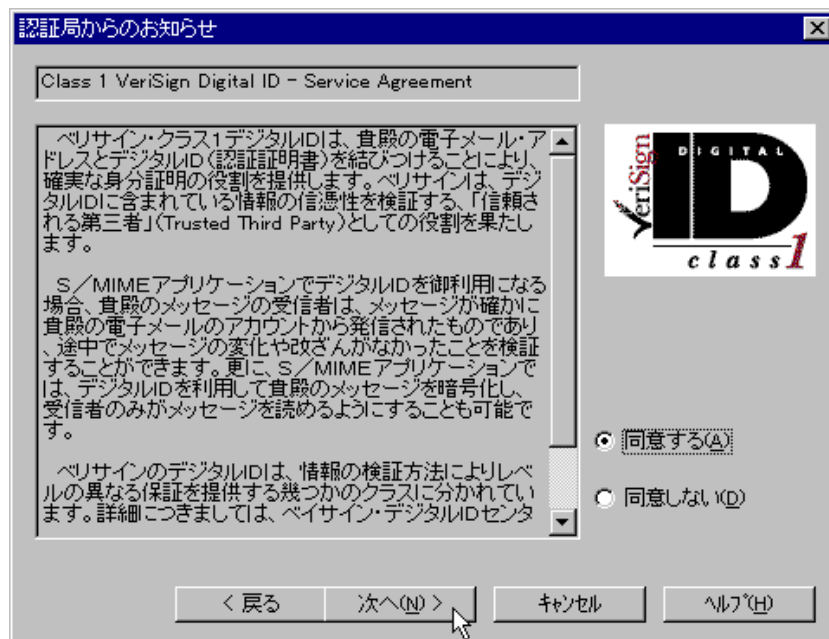 認証局からのお知らせ
Class 1 VeriSign Digital ID - Service Agreement
ベリサイン・クラス1デジタルIDは、貴殿の電子メール・ア
ドレスとデジタルID(認証証明書)を結びつけることにより、
確実な身分証明の役割を提供します。ベリサインは、デジ
タルIDに含まれている情報の信憑性を検証する、「信頼さ
れる第三者」(Trusted Third Party)としての役割を果たし
ます。
S/MIMEアプリケーションでデジタルIDを御利用になる
場合、貴殿のメッセージの受信者は、メッセージが確かに
貴殿の電子メールのアカウントから発信されたものであり
、途中でメッセージの変化や改ざんがなかったことを検証
することができます。更に、S/MIMEアプリケーションで
は、デジタルIDを利用して貴殿のメッセージを暗号化し、
受信者のみがメッセージを読めるようにすることも可能で
す。
ベリサインのデジタルIDは、情報の検証方法によりレベ
ルの異なる保証を提供する幾つかのクラスに分かれてい
ます。詳細につきましては、ベイサイン・デジタルIDセンタ
VeriSign
DIGITAL
ID
class 1
同意する(A)
同意しない(D)
< 戻る
次へ(N) >
キャンセル
ヘルプ(H)